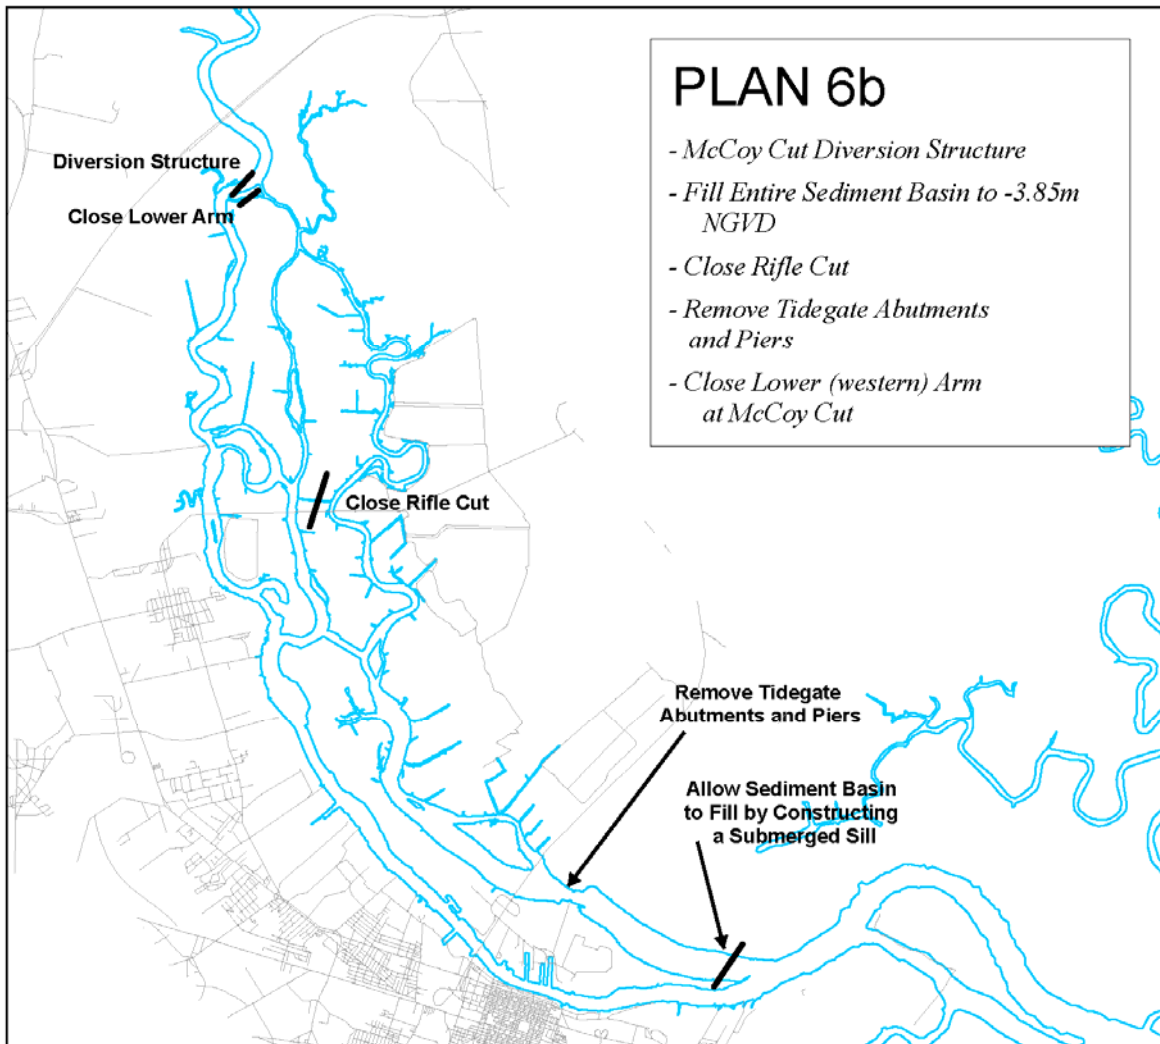 PLAN 6b
- McCoy Cut Diversion Structure
- Fill Entire Sediment Basin to -3.85m
NGVD
- Close Rifle Cut
- Remove Tidegate Abutments
and Piers
- Close Lower (western) Arm
at McCoy Cut
Diversion Structure
Close Lower Arm
Close Rifle Cut
Remove Tidegate
Abutments and Piers
Allow Sediment Basin
to Fill by Constructing
a Submerged Sill